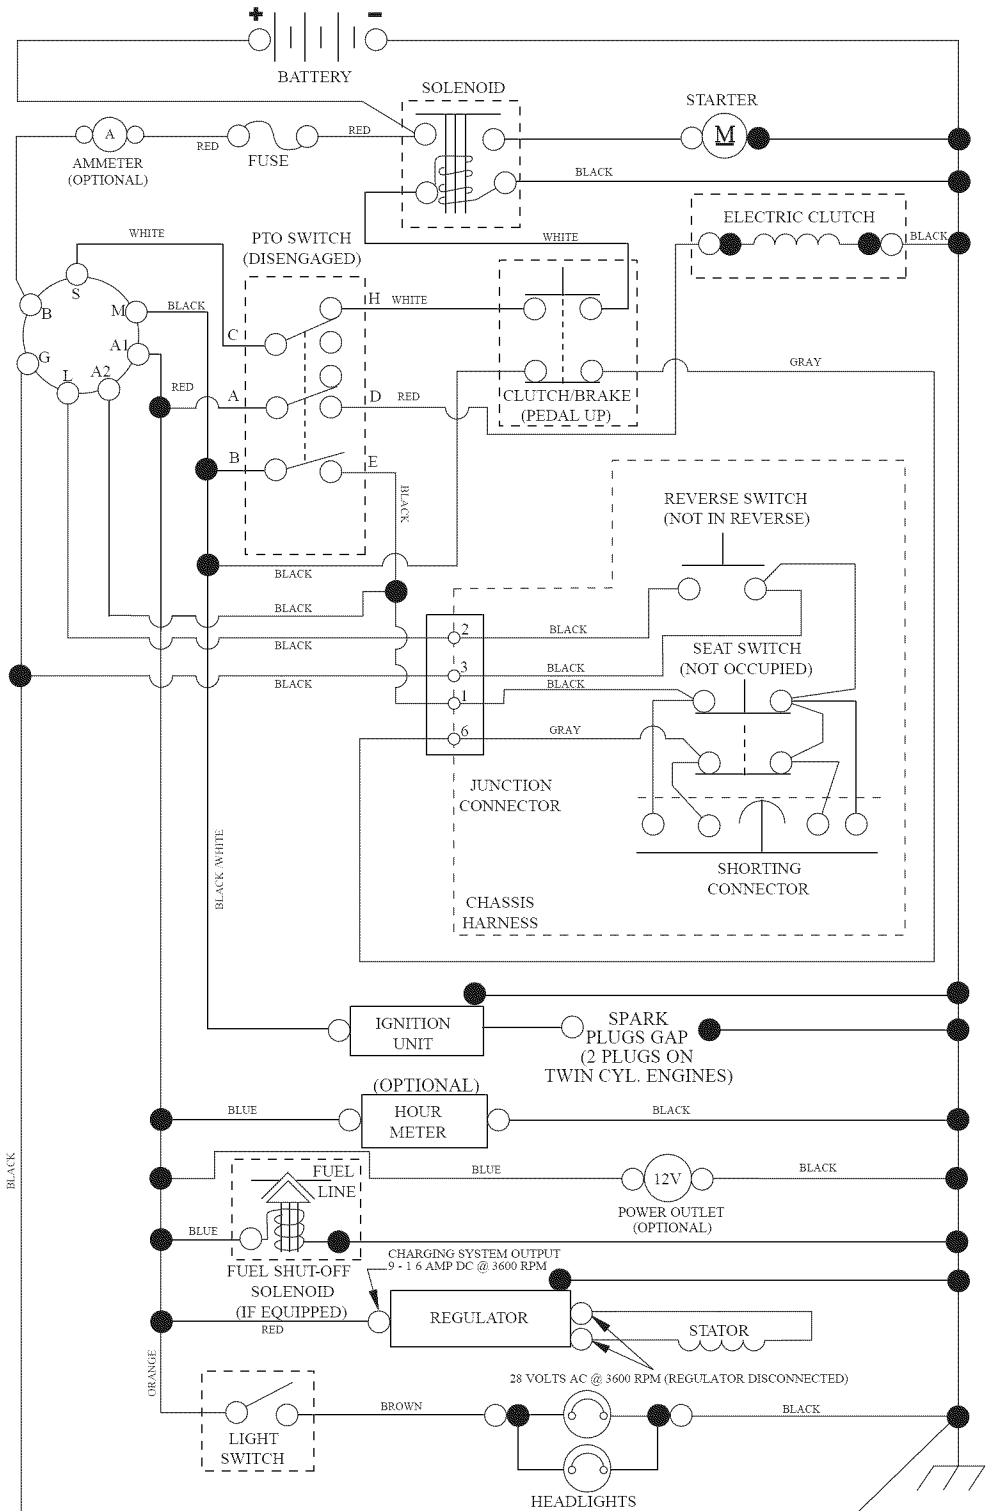 + −
BATTERY
SOLENOID
STARTER
A
RED
FUSE
RED
M
AMMETER
(OPTIONAL)
BLACK
ELECTRIC CLUTCH
BLACK
WHITE
PTO SWITCH
(DISENGAGED)
WHITE
S
B
M
BLACK
H
WHITE
C
G
A1
L
A2
RED
A
D
RED
CLUTCH/BRAKE
(PEDAL UP)
GRAY
B
E
BLACK
REVERSE SWITCH
(NOT IN REVERSE)
BLACK
BLACK
BLACK
2
BLACK
SEAT SWITCH
(NOT OCCUPIED)
BLACK
3
BLACK
1
BLACK
6
GRAY
JUNCTION
CONNECTOR
SHORTING
CONNECTOR
CHASSIS
HARNESS
BLACK /WHITE
IGNITION
UNIT
SPARK
PLUGS GAP
(2 PLUGS ON
TWIN CYL. ENGINES)
(OPTIONAL)
BLUE
HOUR
METER
BLACK
BLACK
FUEL
LINE
BLUE
12V
BLACK
POWER OUTLET
(OPTIONAL)
BLUE
FUEL SHUT-OFF
SOLENOID
(IF EQUIPPED)
CHARGING SYSTEM OUTPUT
9 - 1 6 AMP DC @ 3600 RPM
RED
REGULATOR
STATOR
28 VOLTS AC @ 3600 RPM (REGULATOR DISCONNECTED)
ORANGE
LIGHT
SWITCH
BROWN
BLACK
HEADLIGHTS